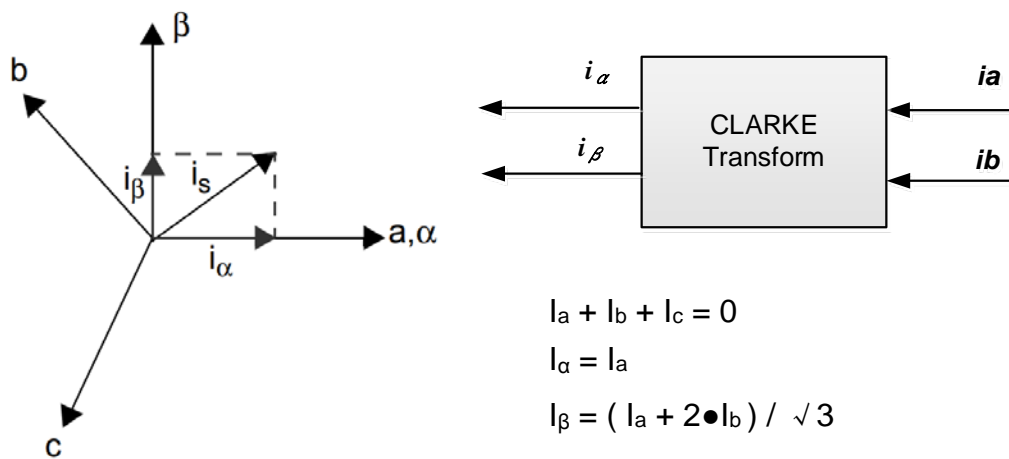 β
b
iβ
is
a,α
iα
c
iα
iβ
CLARKE
Transform
ia
ib
Ia + Ib + Ic = 0
Iα = Ia
Iβ = ( Ia + 2●Ib ) / √3